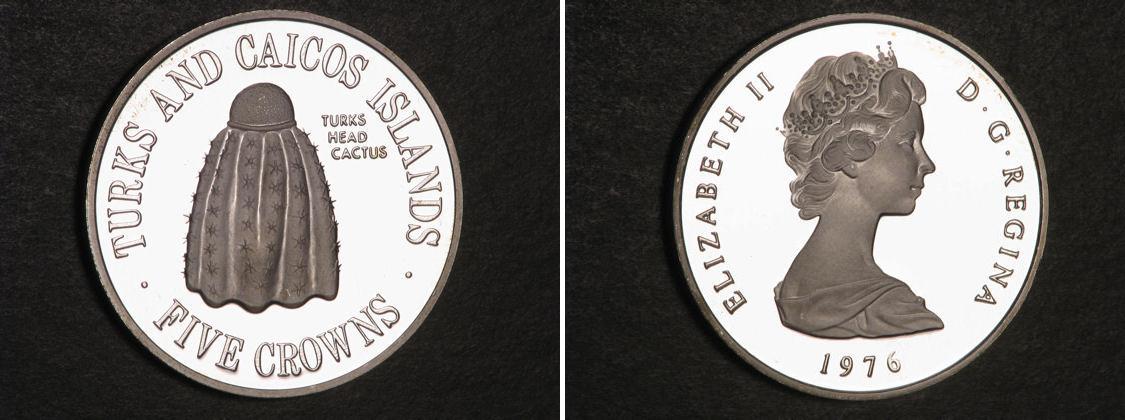 TURKS AND CAICOS ISLANDS
TURKS
HEAD
CACTUS
· FIVE CROWNS ·
ELIZABETH II
D·G·REGINA
1976